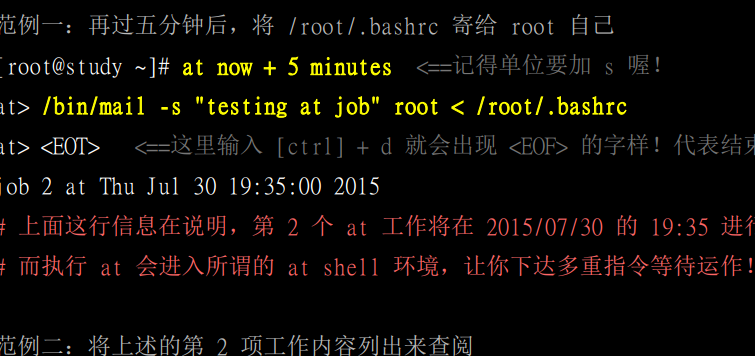 范例一：再过五分钟后，将 /root/.bashrc 寄给 root 自己
[root@study ~]# at now + 5 minutes <==记得单位要加 s 喔！
at> /bin/mail -s "testing at job" root < /root/.bashrc
at> <EOT> <==这里输入 [ctrl] + d 就会出现 <EOF> 的字样！代表结束
job 2 at Thu Jul 30 19:35:00 2015
# 上面这行信息在说明，第 2 个 at 工作将在 2015/07/30 的 19:35 进行
# 而执行 at 会进入所谓的 at shell 环境，让你下达多重指令等待运作！
范例二：将上述的第 2 项工作内容列出来查阅